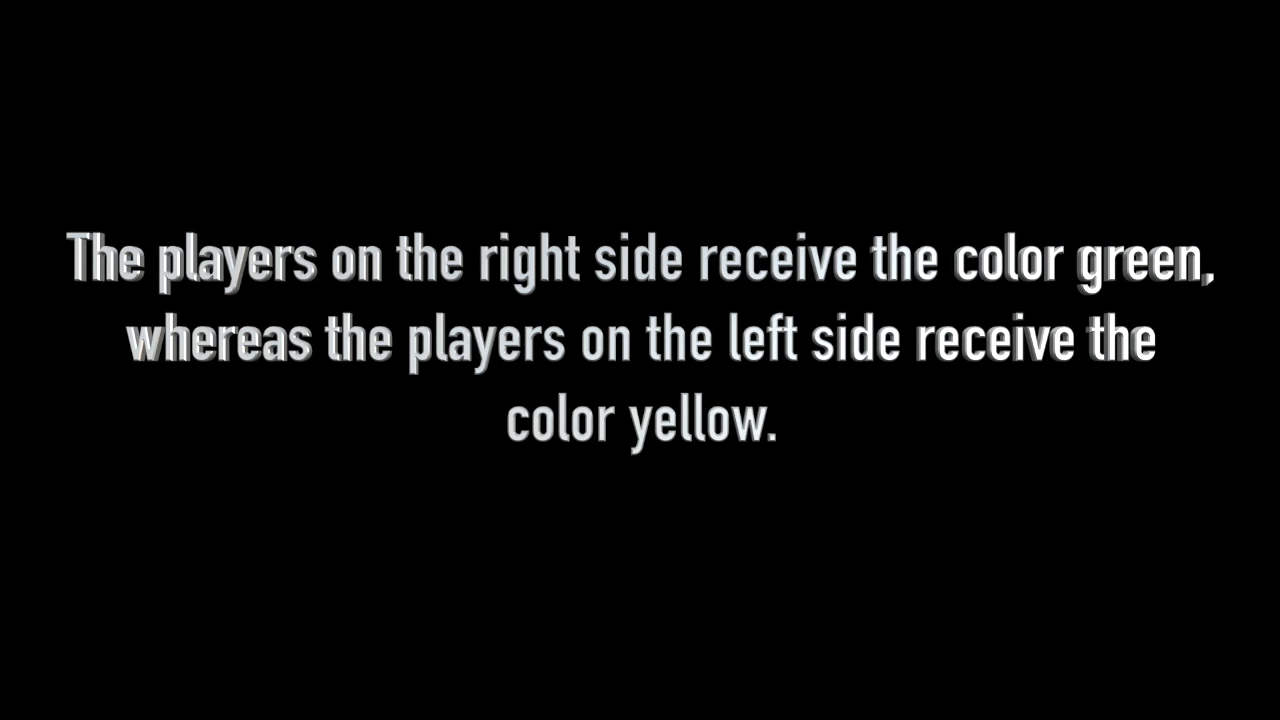 The players on the right side receive the color green,
whereas the players on the left side receive the
color yellow.